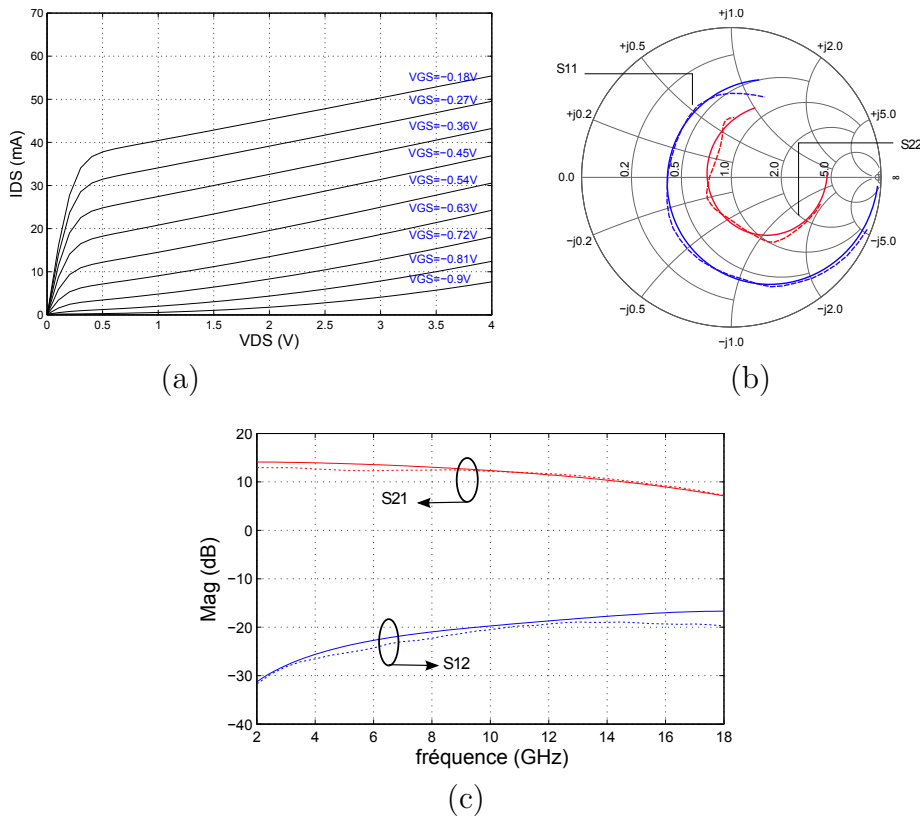 70
60
50
40
30
20
10
0
IDS (mA)
VGS=−0.18V
VGS=−0.27V
VGS=−0.36V
VGS=−0.45V
VGS=−0.54V
VGS=−0.63V
VGS=−0.72V
VGS=−0.81V
VGS=−0.9V
0 0.5 1 1.5 2 2.5 3 3.5 4
VDS (V)
(a)
+j1.0
+j0.5 +j2.0
S11
+j0.2 +j5.0
S22
0.0 0.2 0.5 1.0 2.0 5.0 ∞
−j0.2 −j5.0
−j0.5 −j2.0
−j1.0
(b)
20
10
0
−10
−20
−30
−40
Mag (dB)
S21
S12
2 4 6 8 10 12 14 16 18
fréquence (GHz)
(c)